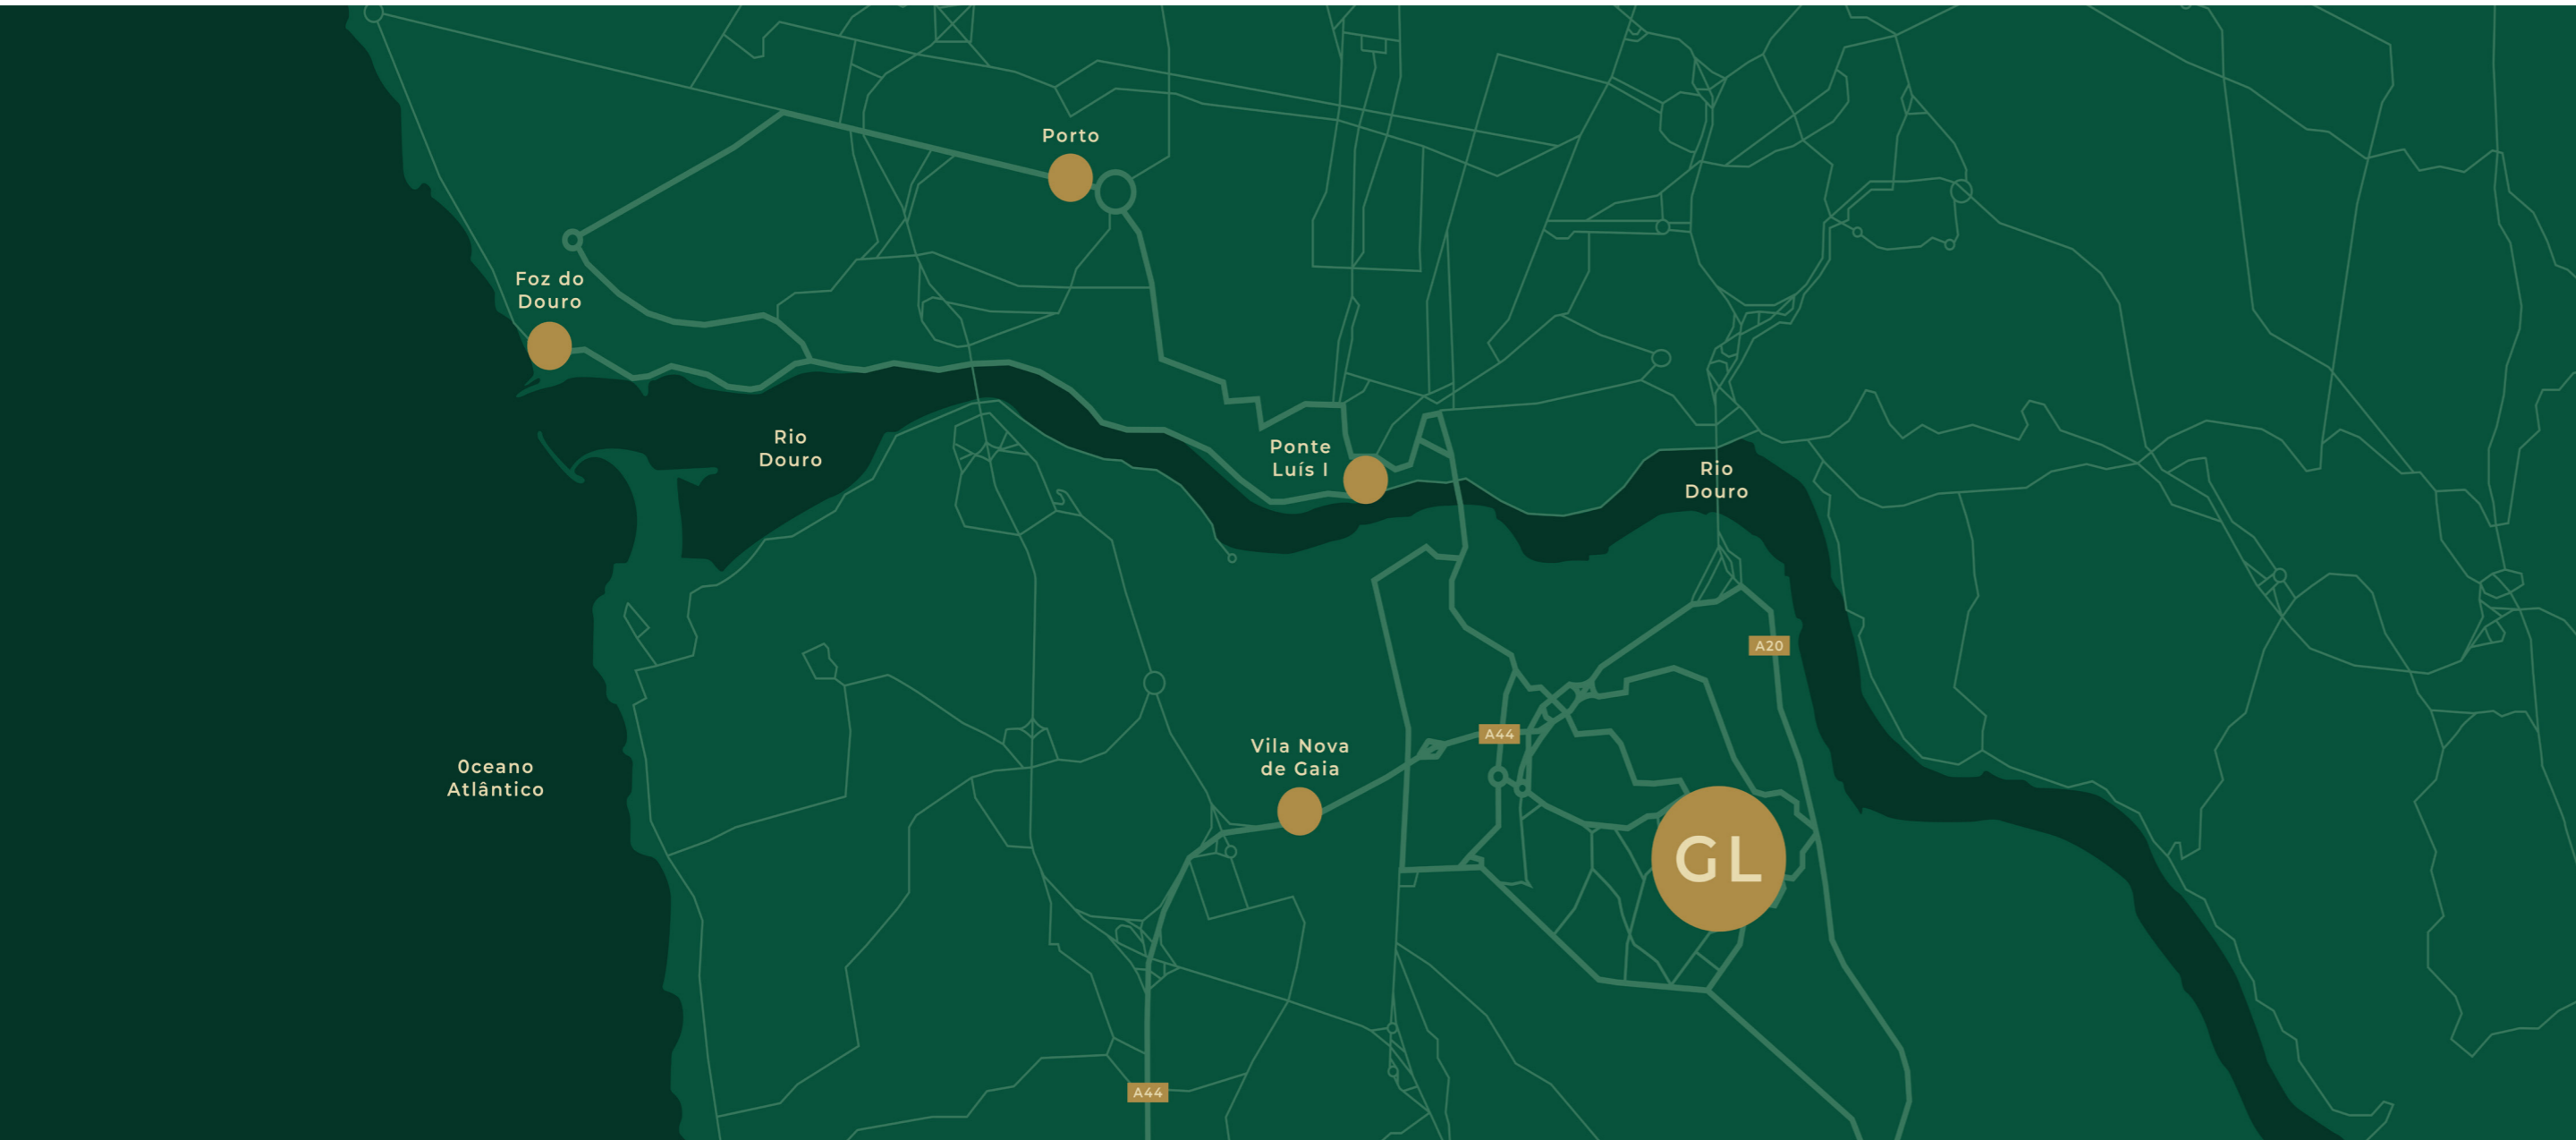 Porto
Foz do
Douro
Rio
Douro
Ponte
Luís I
Rio
Douro
A20
A44
Vila Nova
de Gaia
0ceano
Atlântico
GL
A44